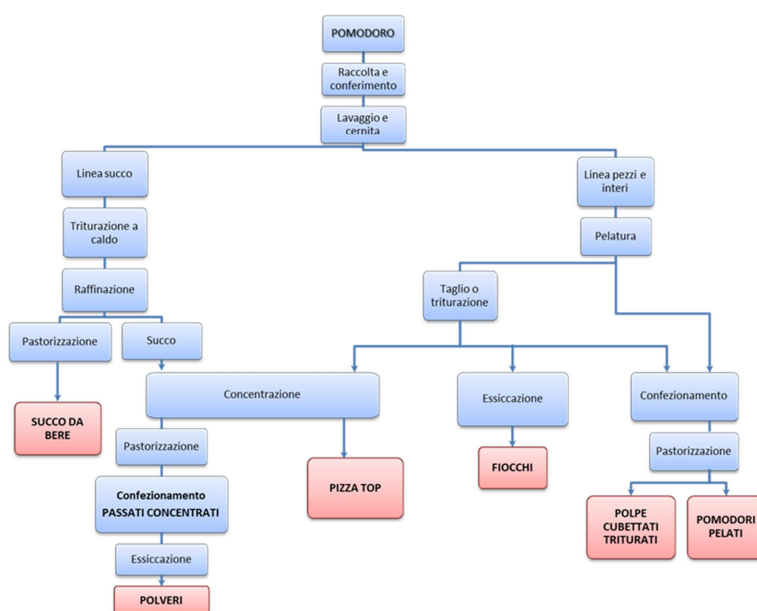 POMODORO
Raccolta e
conferimento
Lavaggio e
cernita
Linea succo
Linea pezzi e
interi
Triturazione a
caldo
Pelatura
Raffinazione
Taglio o
triturazione
Pastorizzazione
Succo
Concentrazione
Essiccazione
Confezionamento
SUCCO DA
BERE
Pastorizzazione
PIZZA TOP
FIOCCHI
Pastorizzazione
Confezionamento
PASSATI CONCENTRATI
POLPE
CUBETTATI
TRITURATI
POMODORI
PELATI
Essiccazione
POLVERI